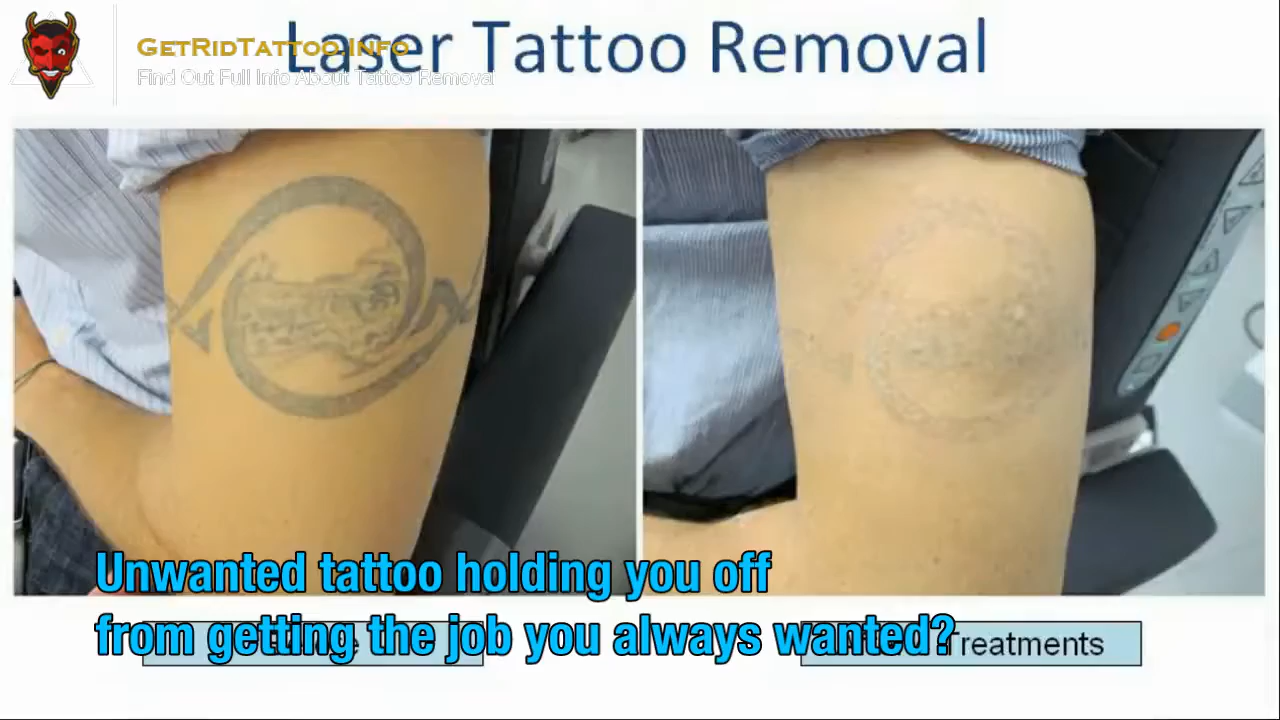 GetRidTattoo.Info
Laser Tattoo Removal
Find Out Full Info About Tattoo Removal
Unwanted tattoo holding you off
from getting the job you always wanted?
Treatments